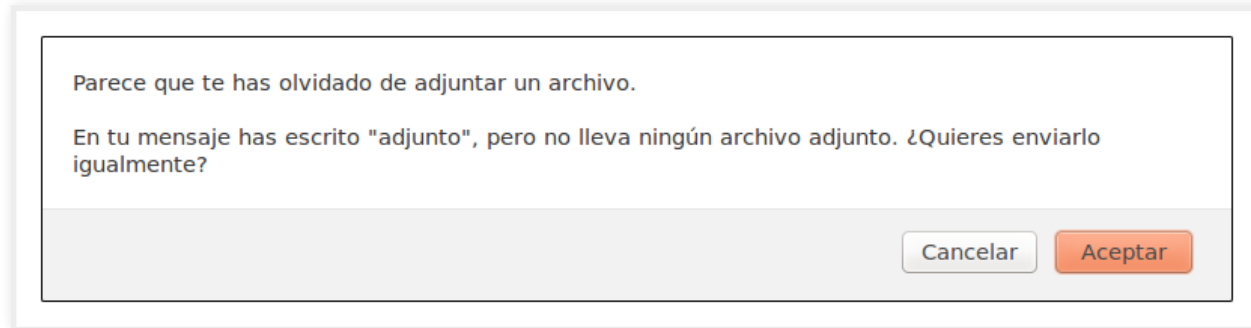 Parece que te has olvidado de adjuntar un archivo.
En tu mensaje has escrito "adjunto", pero no lleva ningún archivo adjunto. ¿Quieres enviarlo
igualmente?
Cancelar
Aceptar